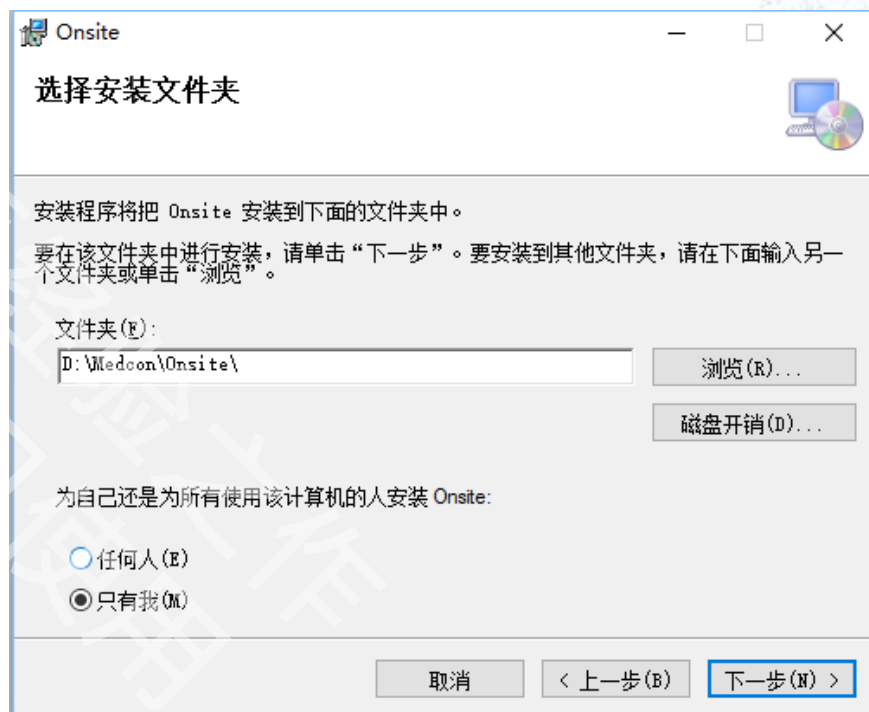 Onsite
选择安装文件夹
安装程序将把 Onsite 安装到下面的文件夹中。
要在该文件夹中进行安装，请单击“下一步”。要安装到其他文件夹，请在下面输入另一
个文件夹或单击“浏览”。
文件夹(F):
D:\Medcon\Onsite\
浏览(R)...
磁盘开销(D)...
为自己还是为所有使用该计算机的人安装 Onsite:
任何人(E)
只有我(M)
取消
< 上一步(B)
下一步(N) >